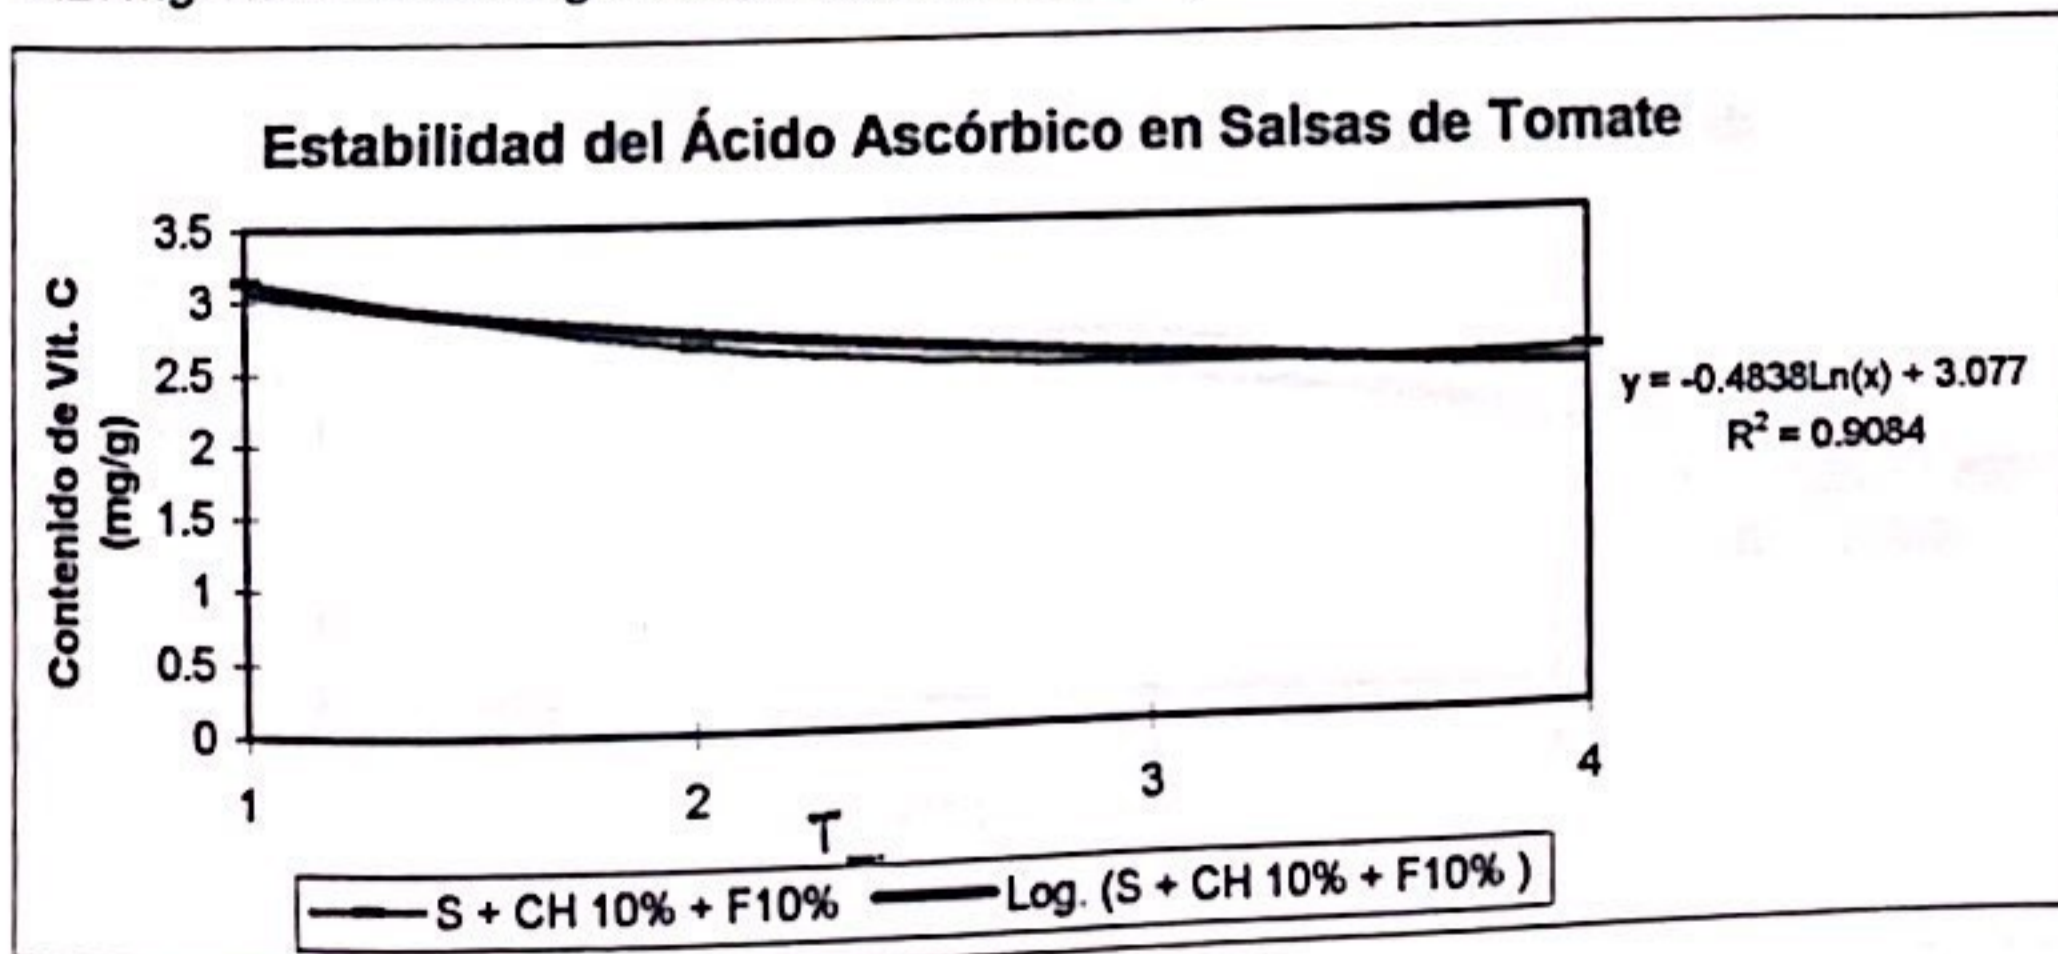 Estabilidad del Ácido Ascórbico en Salsas de Tomate
Contenido de Vit. C
(mg/g)
3.5
3
2.5
2
1.5
1
0.5
0
1
2
3
4
T
y = -0.4838Ln(x) + 3.077
R² = 0.9084
S + CH 10% + F10%
Log. (S + CH 10% + F10% )